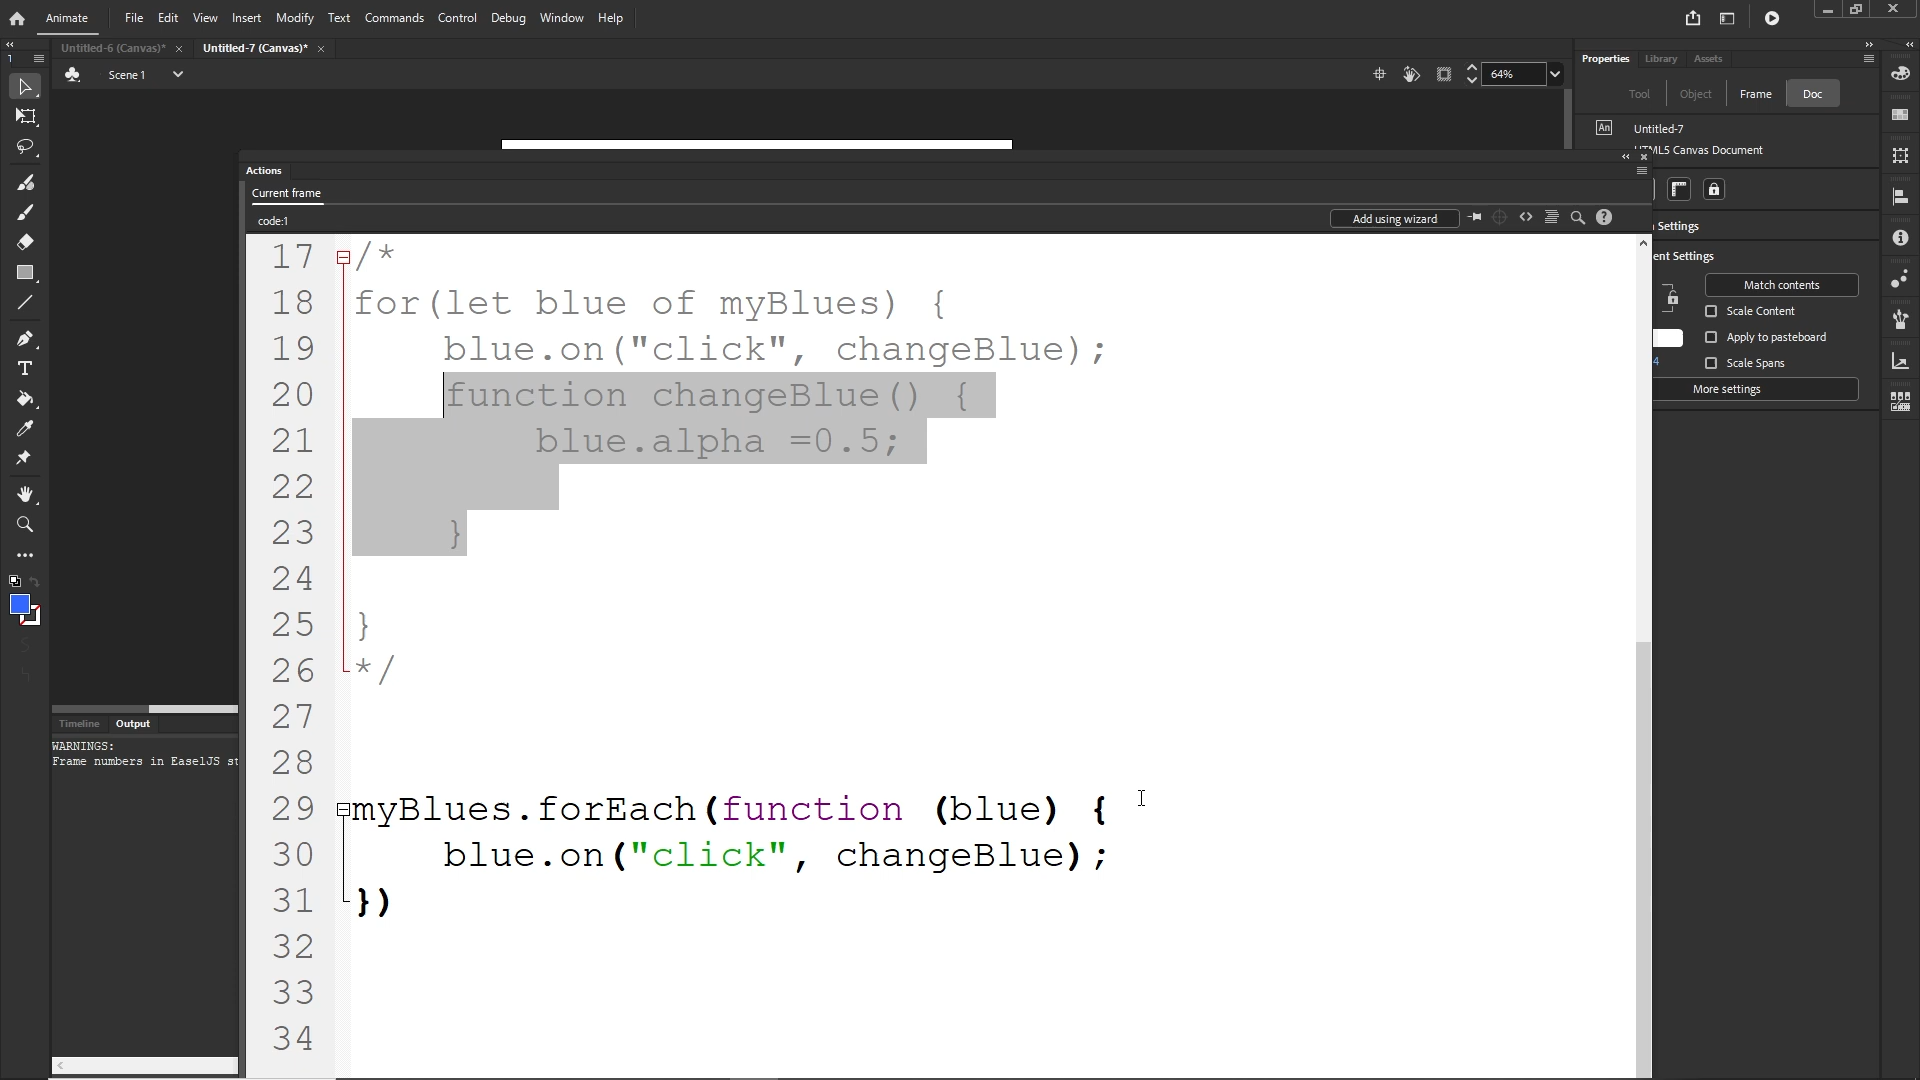 Animate File Edit View Insert Modify Text Commands Control Debug Window Help
Untitled-6 (Canvas)* × Untitled-7 (Canvas)* ×
Scene 1
64%
Properties Library Assets
Tool Object Frame Doc
An Untitled-7
HTML5 Canvas Document
Settings
ent Settings
Match contents
Scale Content
Apply to pasteboard
4
Scale Spans
More settings
Actions
Current frame
code:1
Add using wizard
17 /*
18 for(let blue of myBlues) {
19 blue.on("click", changeBlue);
20 function changeBlue() {
21 blue.alpha =0.5;
22
23 }
24
25 }
26 */
27
28
29 myBlues.forEach(function (blue) {
30 blue.on("click", changeBlue);
31 })
32
33
34
Timeline Output
WARNINGS:
Frame numbers in EaselJS st